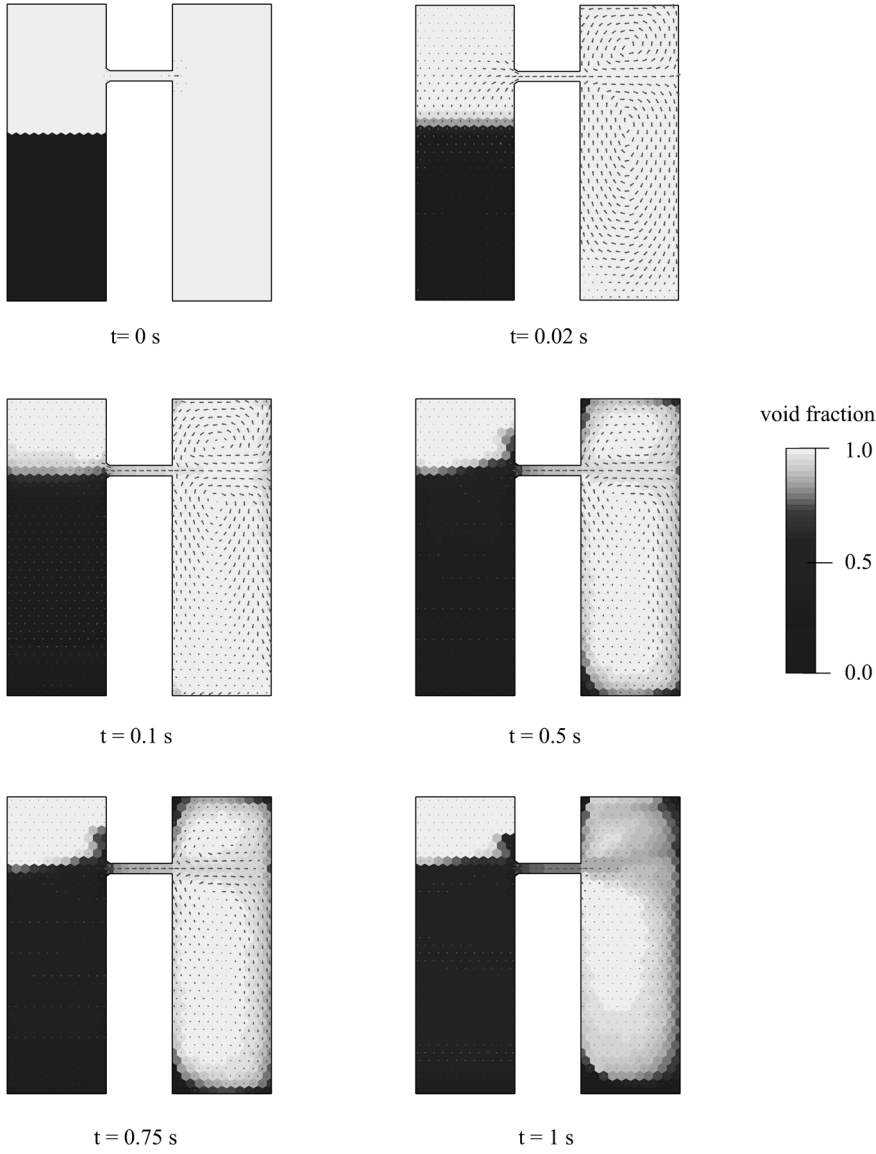 t= 0 s
t= 0.02 s
void fraction
1.0
0.5
0.0
t = 0.1 s
t = 0.5 s
t = 0.75 s
t = 1 s